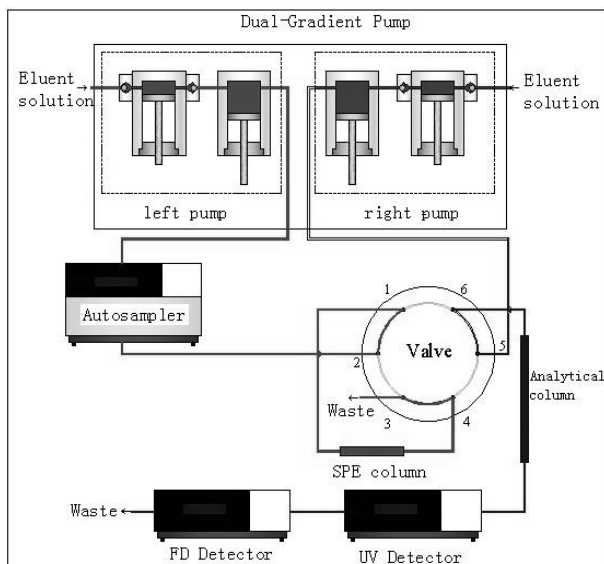 Dual-Gradient Pump
Eluent
solution
Eluent
solution
left pump
right pump
Autosampler
1
6
2
Valve
5
Waste
3
4
Analytical
column
SPE column
Waste
FD Detector
UV Detector